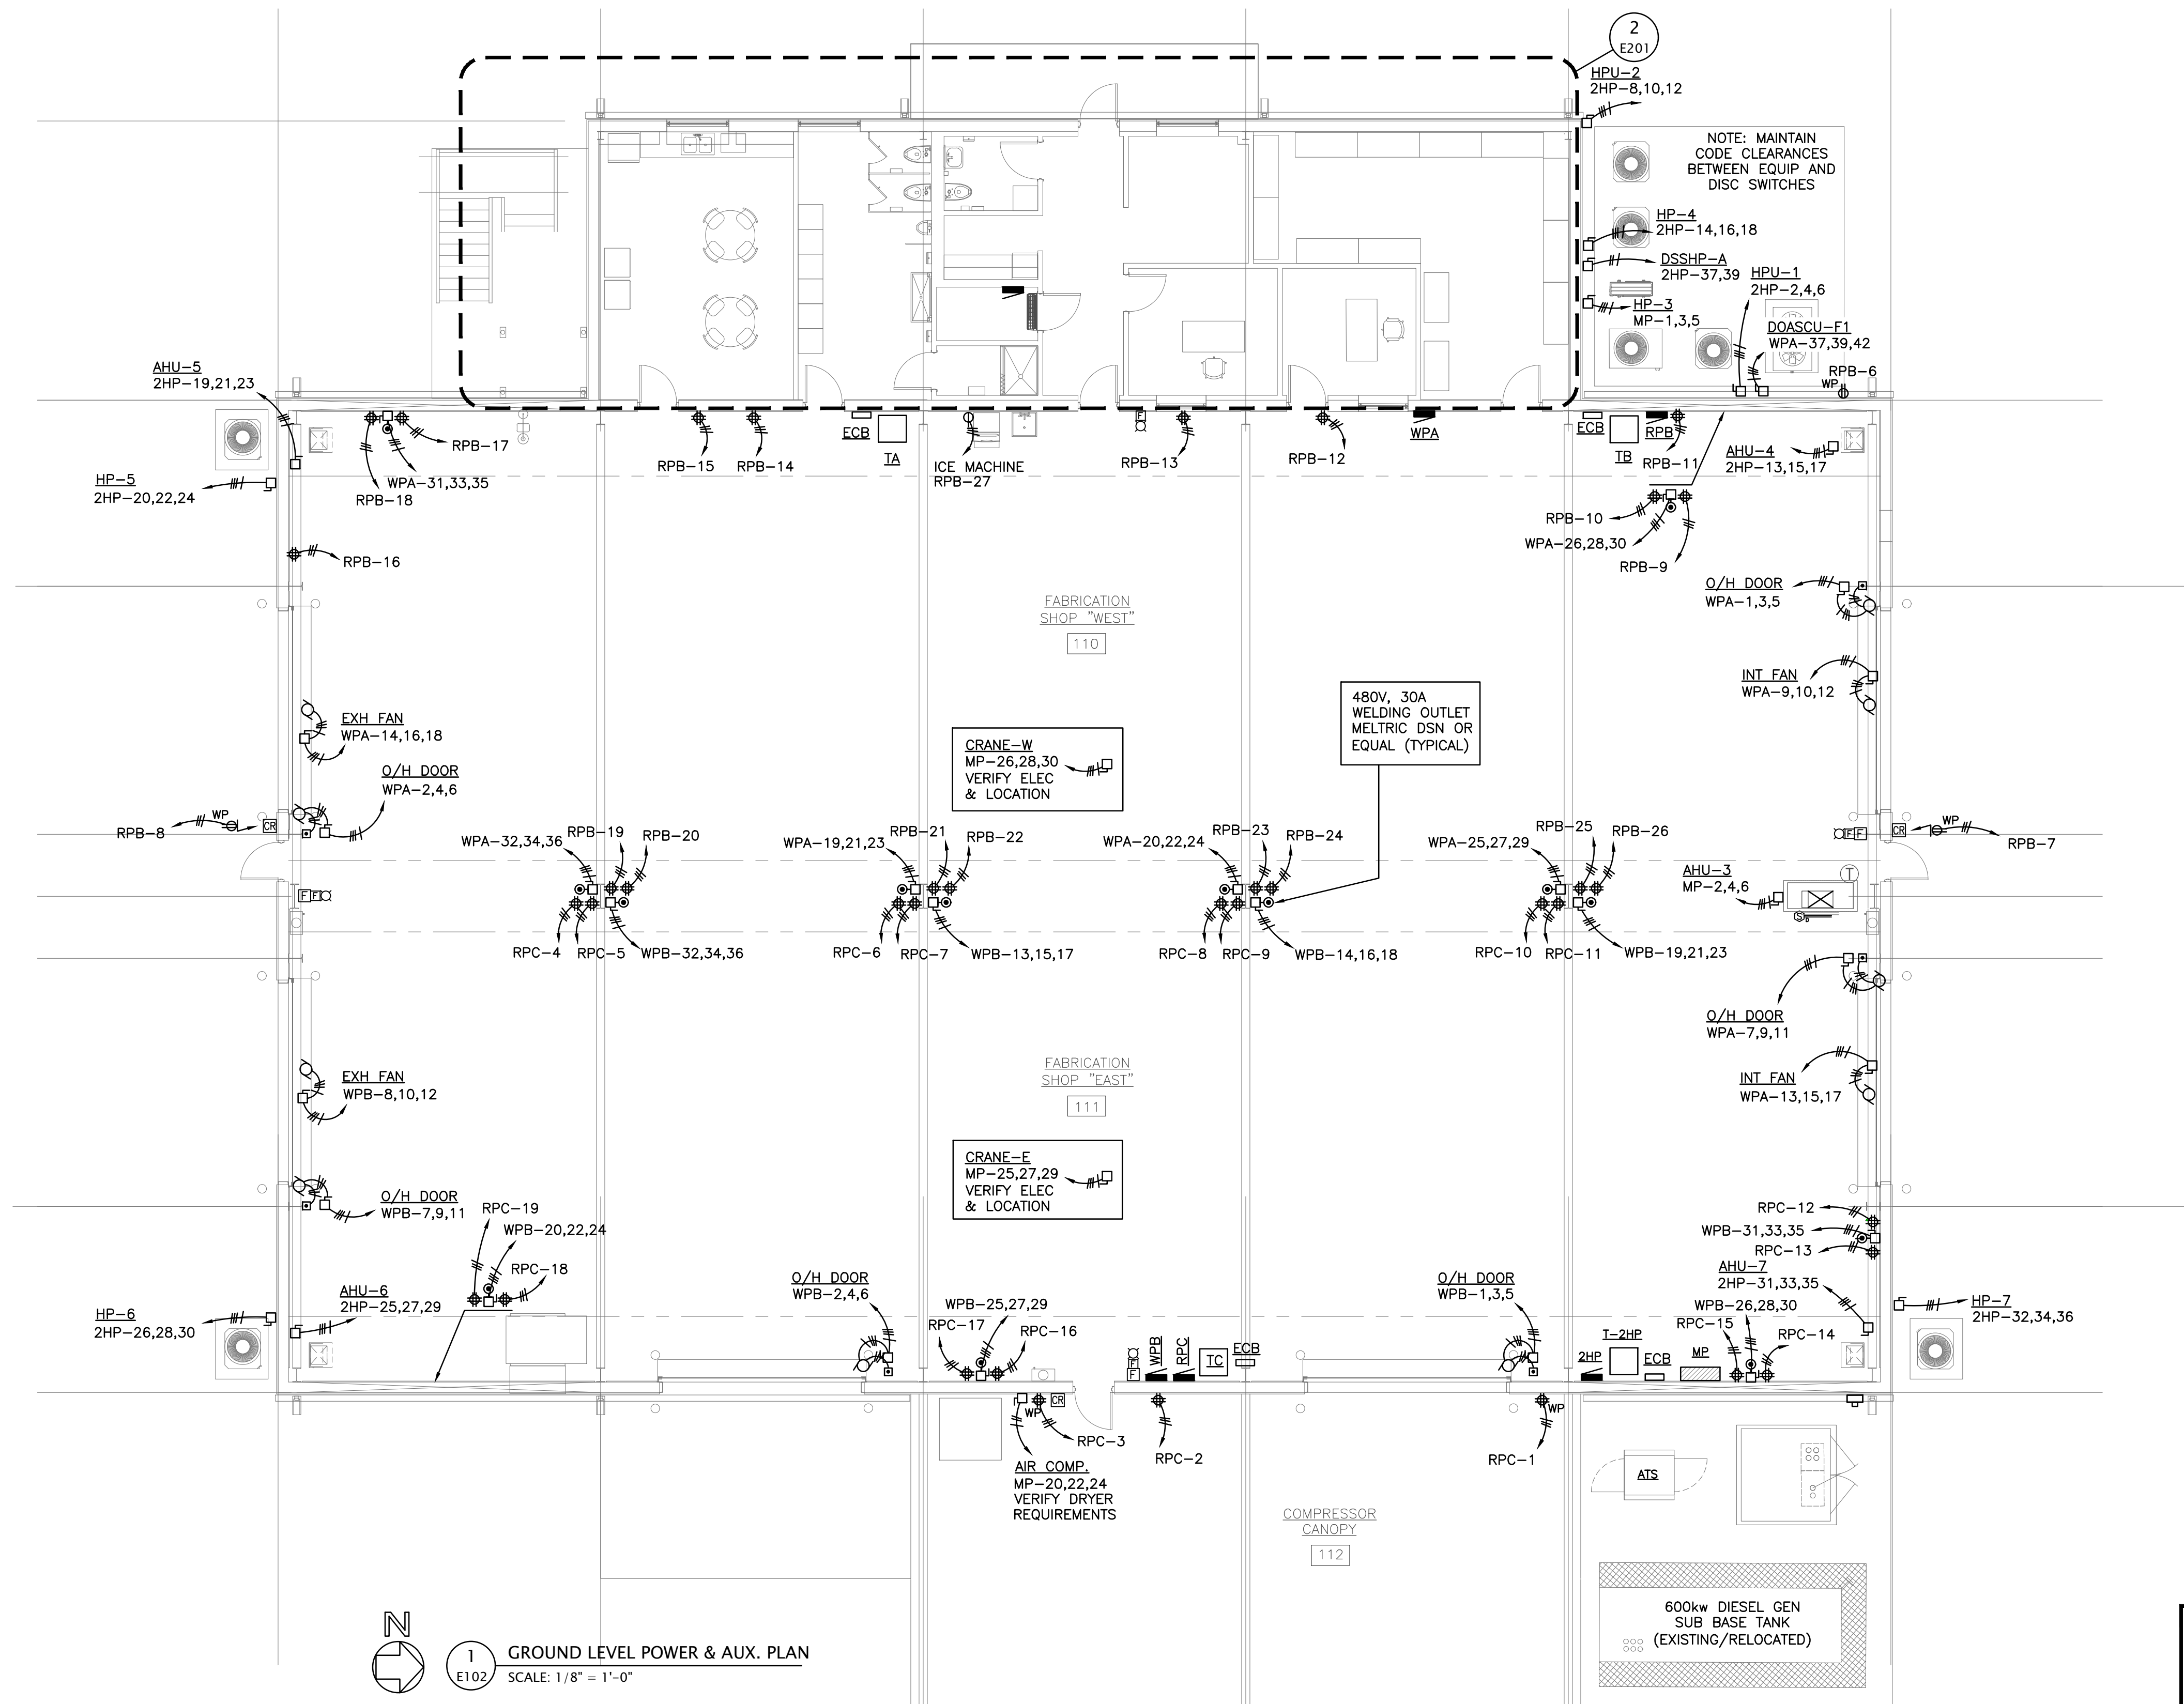 2
E201
HPU-2
2HP-8,10,12
NOTE: MAINTAIN
CODE CLEARANCES
BETWEEN EQUIP AND
DISC SWITCHES
HP-4
2HP-14,16,18
DSSHP-A
2HP-37,39
HPU-1
2HP-2,4,6
HP-3
MP-1,3,5
DOASCU-F1
WPA-37,39,42
RPB-6
WP
AHU-5
2HP-19,21,23
RPB-17
WPA-31,33,35
RPB-18
HP-5
2HP-20,22,24
RPB-15
RPB-14
ECB
TA
ICE MACHINE
RPB-27
F
RPB-13
RPB-12
WPA
ECB
TB
RPB
RPB-11
AHU-4
2HP-13,15,17
RPB-10
WPA-26,28,30
RPB-9
RPB-16
O/H DOOR
WPA-1,3,5
FABRICATION
SHOP "WEST"
110
INT FAN
WPA-9,10,12
EXH FAN
WPA-14,16,18
480V, 30A
WELDING OUTLET
MELTRIC DSN OR
EQUAL (TYPICAL)
CRANE-W
MP-26,28,30
VERIFY ELEC
& LOCATION
O/H DOOR
WPA-2,4,6
RPB-8
WP
CR
WPA-32,34,36
RPB-19
RPB-20
WPA-19,21,23
RPB-21
RPB-22
WPA-20,22,24
RPB-23
RPB-24
WPA-25,27,29
RPB-25
RPB-26
F
F
CR
WP
RPB-7
AHU-3
MP-2,4,6
T
S
D
F
F
RPC-4
RPC-5
WPB-32,34,36
RPC-6
RPC-7
WPB-13,15,17
RPC-8
RPC-9
WPB-14,16,18
RPC-10
RPC-11
WPB-19,21,23
O/H DOOR
WPA-7,9,11
FABRICATION
SHOP "EAST"
111
EXH FAN
WPB-8,10,12
INT FAN
WPA-13,15,17
CRANE-E
MP-25,27,29
VERIFY ELEC
& LOCATION
O/H DOOR
WPB-7,9,11
RPC-19
WPB-20,22,24
RPC-18
RPC-12
WPB-31,33,35
RPC-13
AHU-7
2HP-31,33,35
HP-6
2HP-26,28,30
AHU-6
2HP-25,27,29
O/H DOOR
WPB-2,4,6
WPB-25,27,29
RPC-17
RPC-16
O/H DOOR
WPB-1,3,5
WPB-26,28,30
RPC-15
RPC-14
HP-7
2HP-32,34,36
F
F
WPB
RPC
TC
ECB
2HP
T-2HP
ECB
MP
WP
CR
RPC-3
RPC-2
WP
RPC-1
AIR COMP.
MP-20,22,24
VERIFY DRYER
REQUIREMENTS
ATS
COMPRESSOR
CANOPY
112
600kw DIESEL GEN
SUB BASE TANK
(EXISTING/RELOCATED)
N
1
E102
GROUND LEVEL POWER & AUX. PLAN
SCALE: 1/8" = 1'-0"